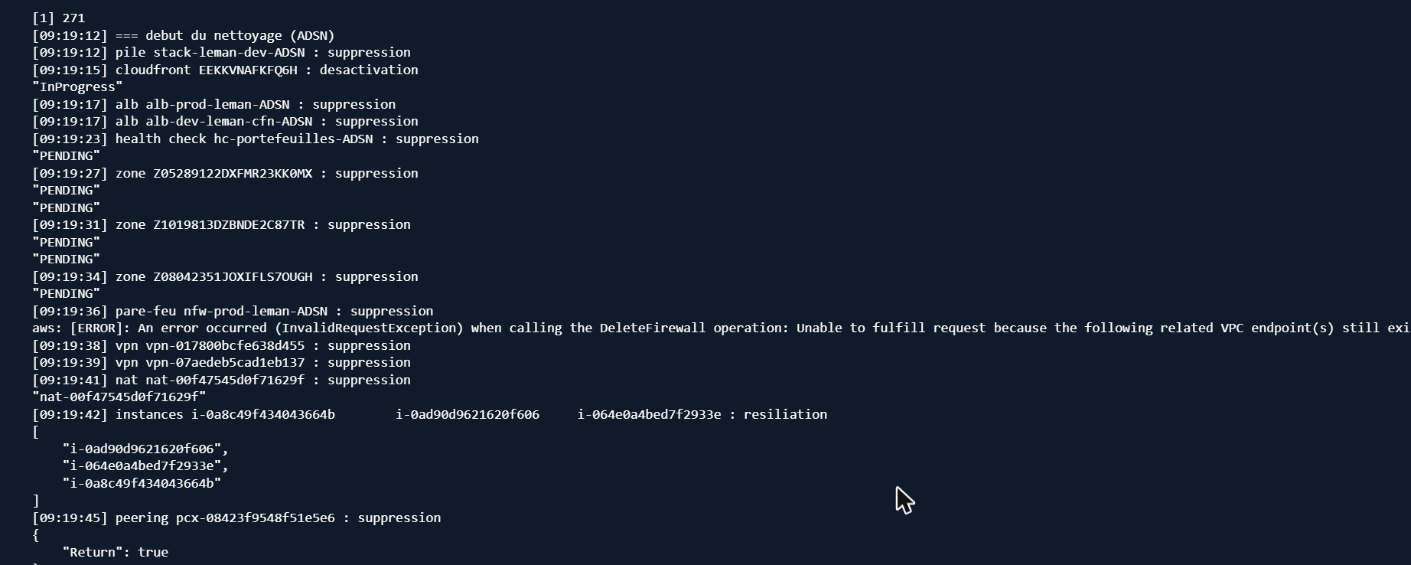 [1] 271
[09:19:12] === debut du nettoyage (ADSN)
[09:19:12] pile stack-leman-dev-ADSN : suppression
[09:19:15] cloudfront EEKKVNAFKFQ6H : desactivation
"InProgress"
[09:19:17] alb alb-prod-leman-ADSN : suppression
[09:19:17] alb alb-dev-leman-cfn-ADSN : suppression
[09:19:23] health check hc-portefeuilles-ADSN : suppression
"PENDING"
[09:19:27] zone Z05289122DXFMR23KK0MX : suppression
"PENDING"
"PENDING"
[09:19:31] zone Z1019813DZBNDE2C87TR : suppression
"PENDING"
"PENDING"
[09:19:34] zone Z08042351JOXIFLS7OUGH : suppression
"PENDING"
[09:19:36] pare-feu nfw-prod-leman-ADSN : suppression
aws: [ERROR]: An error occurred (InvalidRequestException) when calling the DeleteFirewall operation: Unable to fulfill request because the following related VPC endpoint(s) still exi
[09:19:38] vpn vpn-017800bcfe638d455 : suppression
[09:19:39] vpn vpn-07aedeb5cad1eb137 : suppression
[09:19:41] nat nat-00f47545d0f71629f : suppression
"nat-00f47545d0f71629f"
[09:19:42] instances i-0a8c49f434043664b i-0ad90d9621620f606 i-064e0a4bed7f2933e : resiliation
[
"i-0ad90d9621620f606",
"i-064e0a4bed7f2933e",
"i-0a8c49f434043664b"
]
[09:19:45] peering pcx-08423f9548f51e5e6 : suppression
{
"Return": true